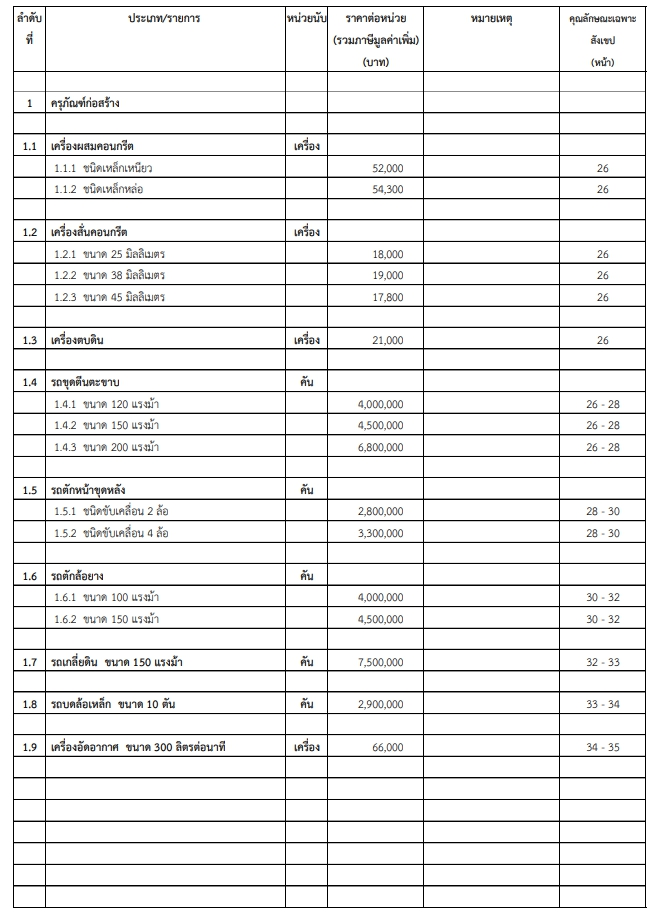 ลำดับ ประเภท/รายการ หน่วยนับ ราคาต่อหน่วย หมายเหตุ คุณลักษณะเฉพาะ
ที่ (รวมภาษีมูลค่าเพิ่ม) สังเขป
(บาท) (หน้า)
1 ครุภัณฑ์ก่อสร้าง
1.1 เครื่องผสมคอนกรีต เครื่อง
1.1.1 ชนิดเหล็กเหนียว 52,000 26
1.1.2 ชนิดเหล็กหล่อ 54,300 26
1.2 เครื่องสั่นคอนกรีต เครื่อง
1.2.1 ขนาด 25 มิลลิเมตร 18,000 26
1.2.2 ขนาด 38 มิลลิเมตร 19,000 26
1.2.3 ขนาด 45 มิลลิเมตร 17,800 26
1.3 เครื่องตบดิน เครื่อง 21,000 26
1.4 รถขุดตีนตะขาบ คัน
1.4.1 ขนาด 120 แรงม้า 4,000,000 26 - 28
1.4.2 ขนาด 150 แรงม้า 4,500,000 26 - 28
1.4.3 ขนาด 200 แรงม้า 6,800,000 26 - 28
1.5 รถตักหน้าขุดหลัง คัน
1.5.1 ชนิดขับเคลื่อน 2 ล้อ 2,800,000 28 - 30
1.5.2 ชนิดขับเคลื่อน 4 ล้อ 3,300,000 28 - 30
1.6 รถตักล้อยาง คัน
1.6.1 ขนาด 100 แรงม้า 4,000,000 30 - 32
1.6.2 ขนาด 150 แรงม้า 4,500,000 30 - 32
1.7 รถเกลี่ยดิน ขนาด 150 แรงม้า คัน 7,500,000 32 - 33
1.8 รถบดล้อเหล็ก ขนาด 10 ตัน คัน 2,900,000 33 - 34
1.9 เครื่องอัดอากาศ ขนาด 300 ลิตรต่อนาที เครื่อง 66,000 34 - 35